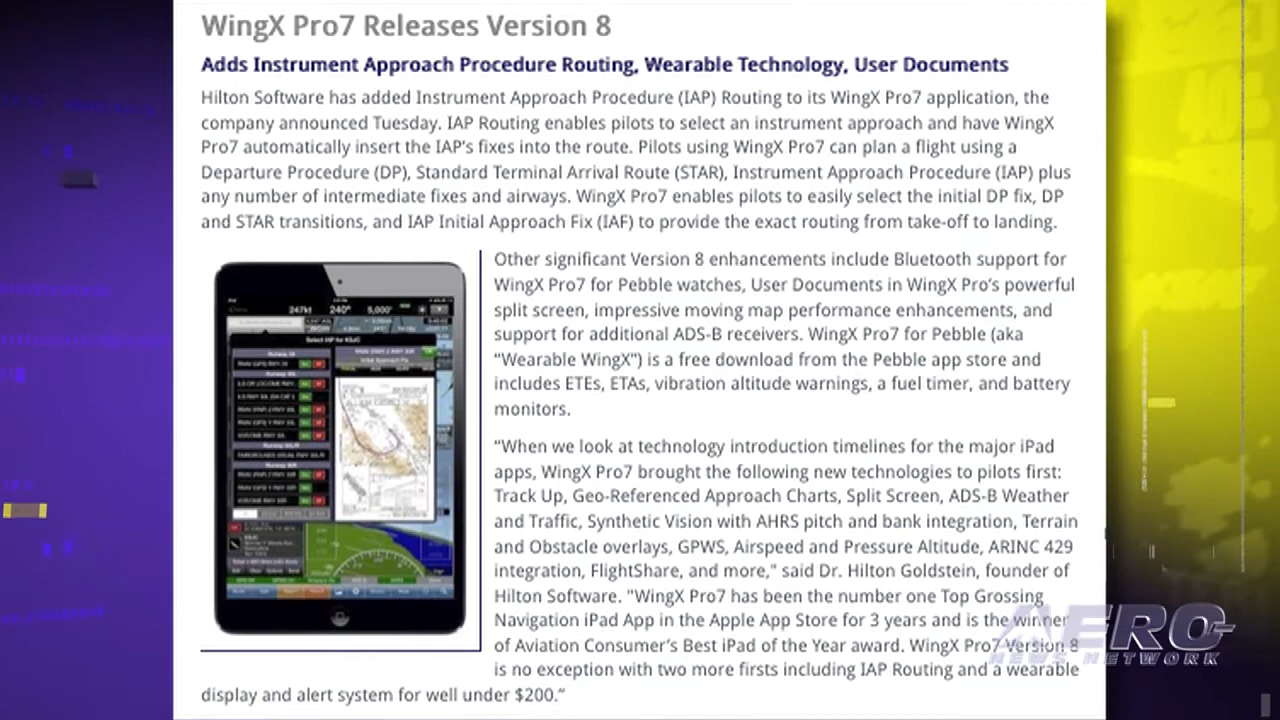 WingX Pro7 Releases Version 8
Adds Instrument Approach Procedure Routing, Wearable Technology, User Documents
Hilton Software has added Instrument Approach Procedure (IAP) Routing to its WingX Pro7 application, the
company announced Tuesday. IAP Routing enables pilots to select an instrument approach and have WingX
Pro7 automatically insert the IAP's fixes into the route. Pilots using WingX Pro7 can plan a flight using a
Departure Procedure (DP), Standard Terminal Arrival Route (STAR), Instrument Approach Procedure (IAP) plus
any number of intermediate fixes and airways. WingX Pro7 enables pilots to easily select the initial DP fix, DP
and STAR transitions, and IAP Initial Approach Fix (IAF) to provide the exact routing from take-off to landing.
Other significant Version 8 enhancements include Bluetooth support for
WingX Pro7 for Pebble watches, User Documents in WingX Pro's powerful
split screen, impressive moving map performance enhancements, and
support for additional ADS-B receivers. WingX Pro7 for Pebble (aka
“Wearable WingX”) is a free download from the Pebble app store and
includes ETEs, ETAs, vibration altitude warnings, a fuel timer, and battery
monitors.
“When we look at technology introduction timelines for the major iPad
apps, WingX Pro7 brought the following new technologies to pilots first:
Track Up, Geo-Referenced Approach Charts, Split Screen, ADS-B Weather
and Traffic, Synthetic Vision with AHRS pitch and bank integration, Terrain
and Obstacle overlays, GPWS, Airspeed and Pressure Altitude, ARINC 429
integration, FlightShare, and more," said Dr. Hilton Goldstein, founder of
Hilton Software. "WingX Pro7 has been the number one Top Grossing
Navigation iPad App in the Apple App Store for 3 years and is the winner
of Aviation Consumer's Best iPad of the Year award. WingX Pro7 Version 8
is no exception with two more firsts including IAP Routing and a wearable
display and alert system for well under $200.“
247kt 240° 5,000'
Select IAP for KSJC
AERO
NEWS NETWORK